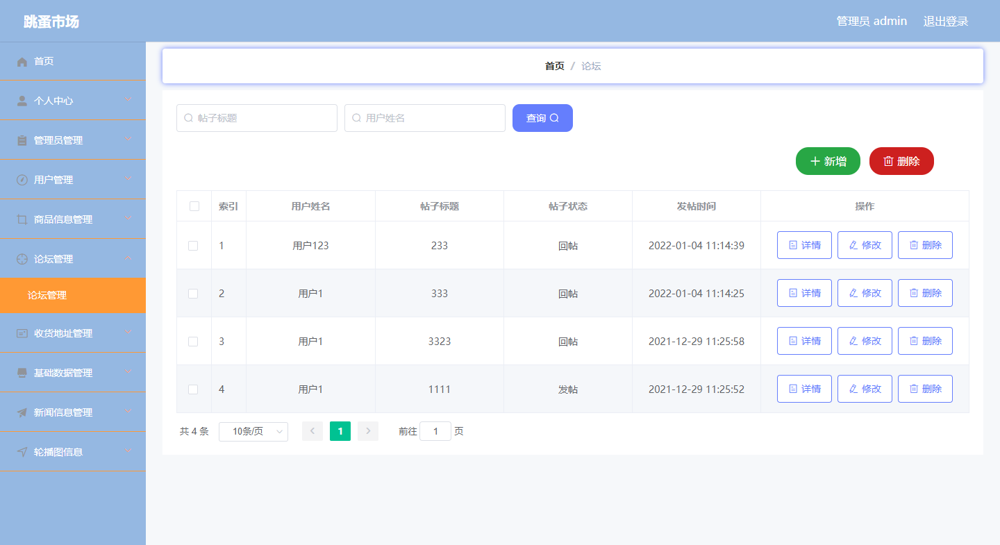 跳蚤市场
管理员 admin
退出登录
首页
个人中心
管理员管理
用户管理
商品信息管理
论坛管理
论坛管理
收货地址管理
基础数据管理
新闻信息管理
轮播图信息
首页 / 论坛
帖子标题
用户姓名
查询
新增
删除
索引 用户姓名 帖子标题 帖子状态 发帖时间 操作
1 用户123 233 回帖 2022-01-04 11:14:39 详情 修改 删除
2 用户1 333 回帖 2022-01-04 11:14:25 详情 修改 删除
3 用户1 3323 回帖 2021-12-29 11:25:58 详情 修改 删除
4 用户1 1111 发帖 2021-12-29 11:25:52 详情 修改 删除
共 4 条 10条/页 1 前往 1 页